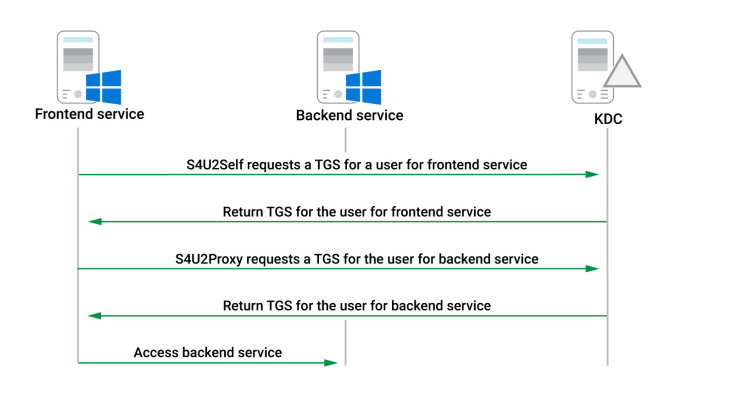 Frontend service
Backend service
KDC
S4U2Self requests a TGS for a user for frontend service
Return TGS for the user for frontend service
S4U2Proxy requests a TGS for the user for backend service
Return TGS for the user for backend service
Access backend service